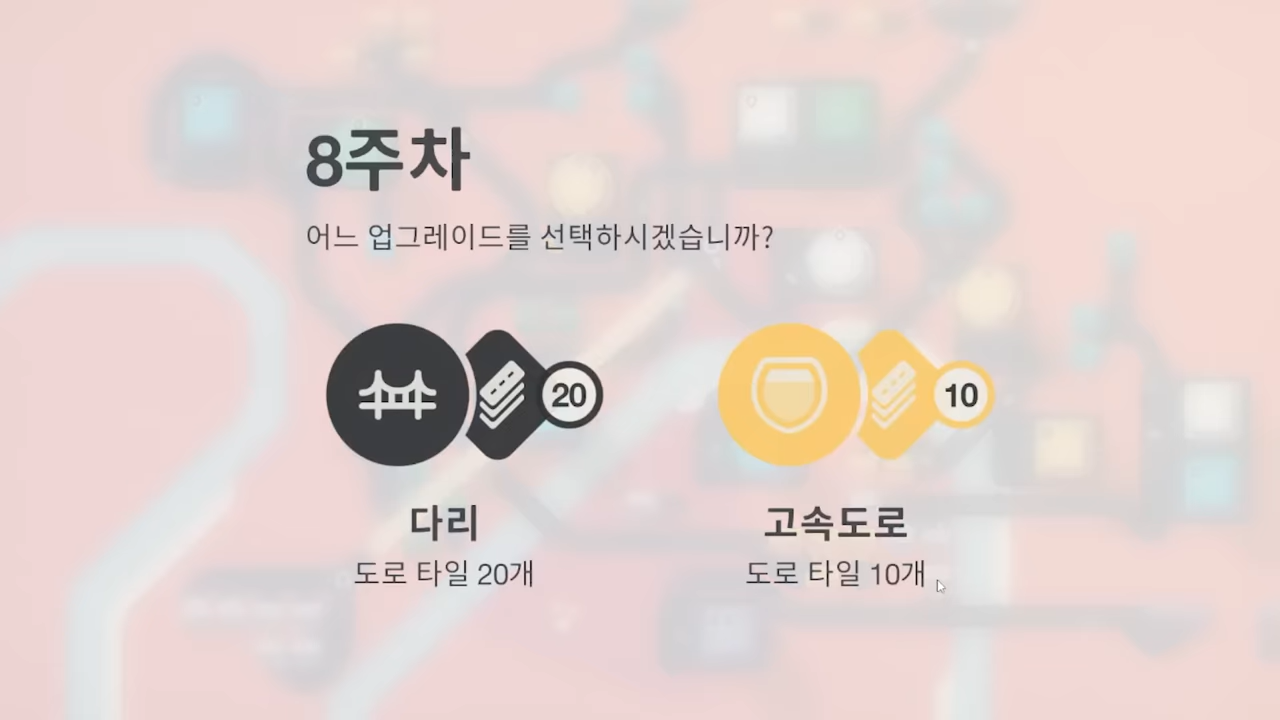 8주차
어느 업그레이드를 선택하시겠습니까?
20
10
다리
고속도로
도로 타일 20개
도로 타일 10개